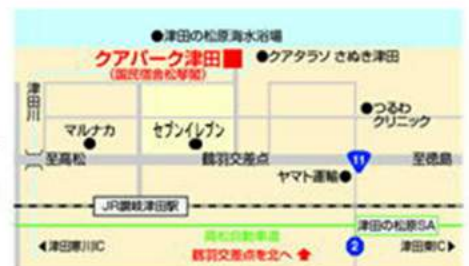 ●津田の松原海水浴場
クアパーク津田
●クアタラソ さぬき津田
(国民宿舎松琴閣)
津田川
●つるわ
クリニック
マルナカ
セブンイレブン
至高松
鶴羽交差点
11
至徳島
ヤマト運輸●
JR讃岐津田駅
津田の松原SA
高松自動車道
◀津田寒川IC
鶴羽交差点を北へ
2
津田東IC▶